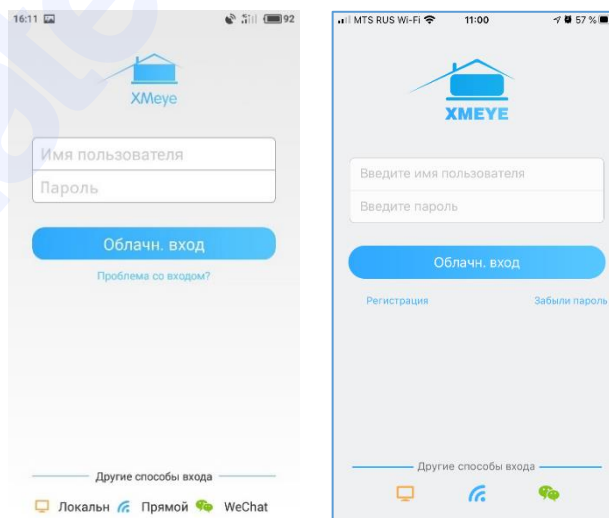 16:11 92
XMeye
Имя пользователя
Пароль
Облачн. вход
Проблема со входом?
Другие способы входа
Локальн Прямой WeChat
MTS RUS Wi-Fi 11:00 57 %
XMEYE
Введите имя пользователя
Введите пароль
Облачн. вход
Регистрация Забыли пароль
Другие способы входа